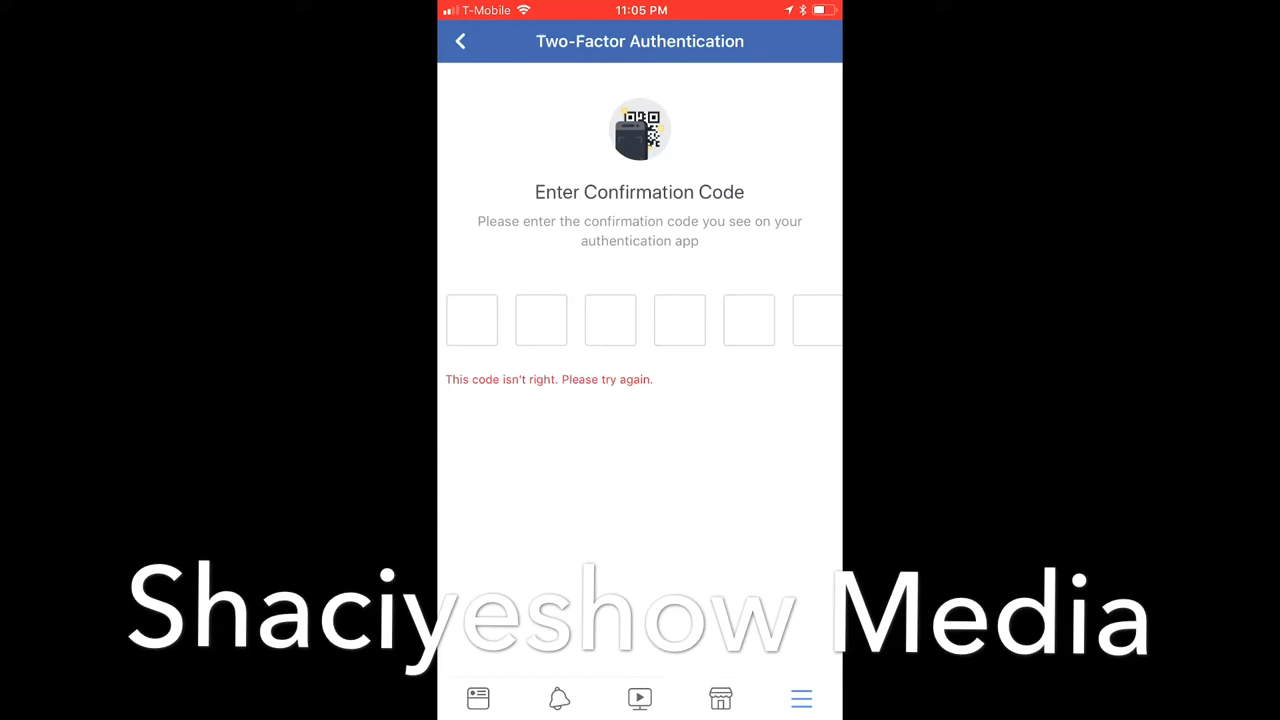 T-Mobile 11:05 PM
Two-Factor Authentication
Enter Confirmation Code
Please enter the confirmation code you see on your
authentication app
This code isn't right. Please try again.
Shaciyeshow Media